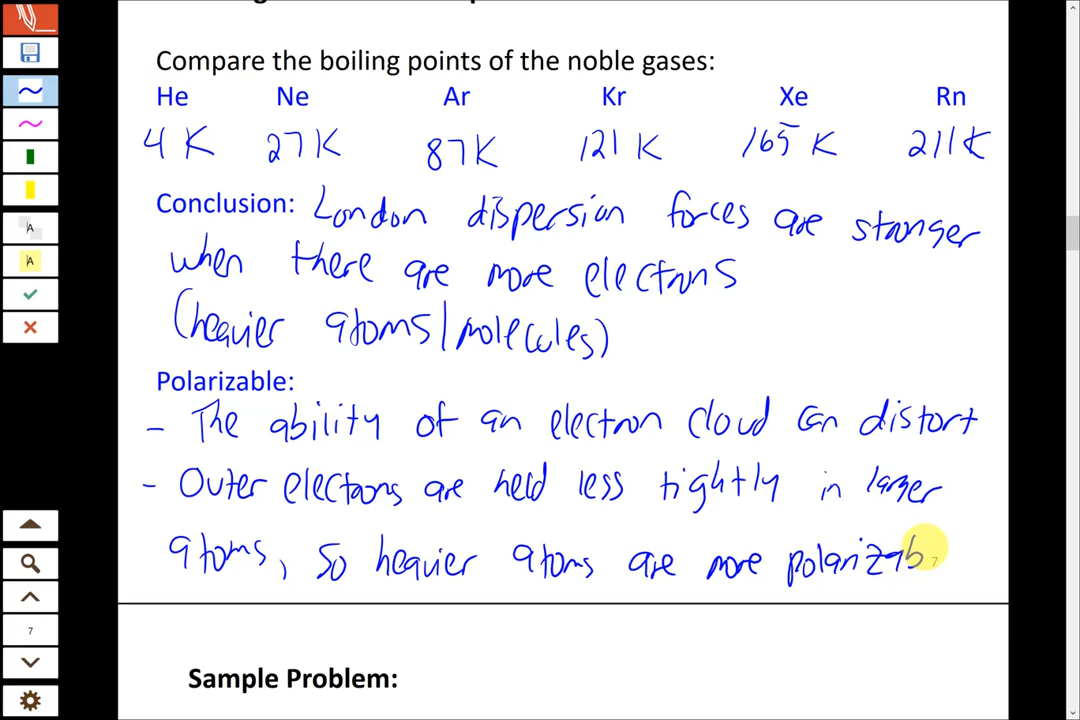 Compare the boiling points of the noble gases:
He Ne Ar Kr Xe Rn
4 K 27 K 87 K 121 K 165 K 211 K
Conclusion: London dispersion forces are stronger
when there are more electrons
(heavier atoms/molecules)
Polarizable:
- The ability of an electron cloud can distort
- Outer electrons are held less tightly in larger
atoms, so heavier atoms are more polarizab
7
Sample Problem: